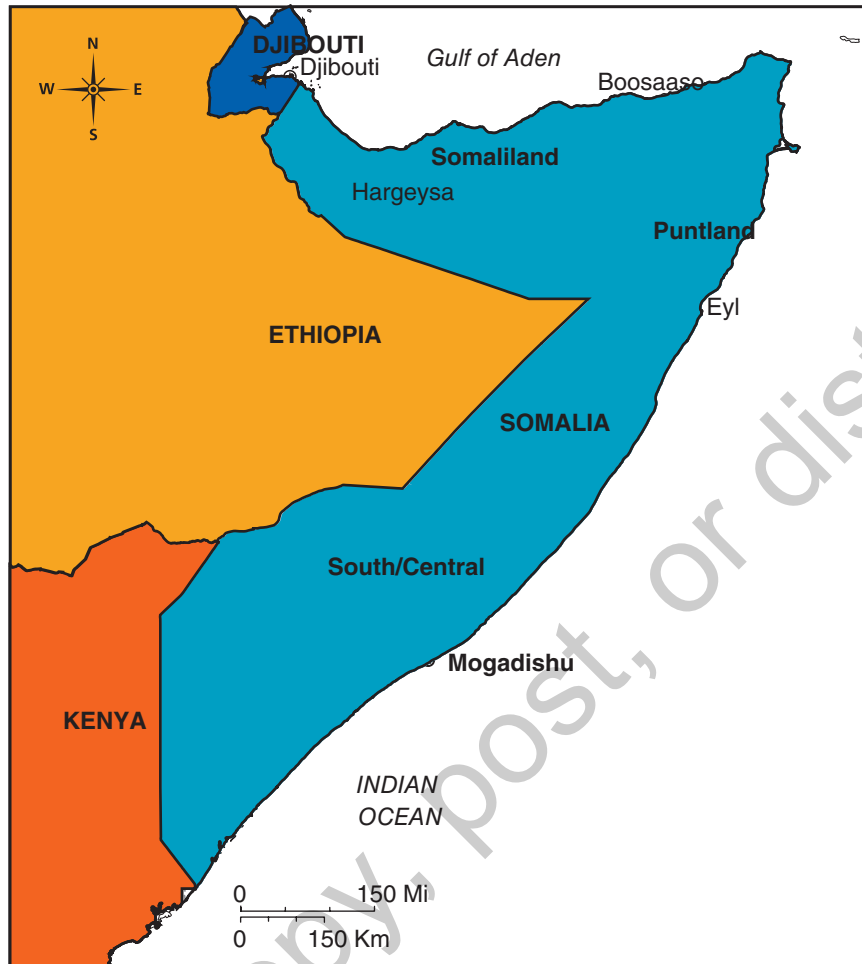 DJIBOUTI
Djibouti
Gulf of Aden
N
W E
S
Boosaaso
Somaliland
Hargeysa
Puntland
Eyl
ETHIOPIA
SOMALIA
South/Central
Mogadishu
KENYA
INDIAN
OCEAN
0 150 Mi
0 150 Km
py, post, or dist